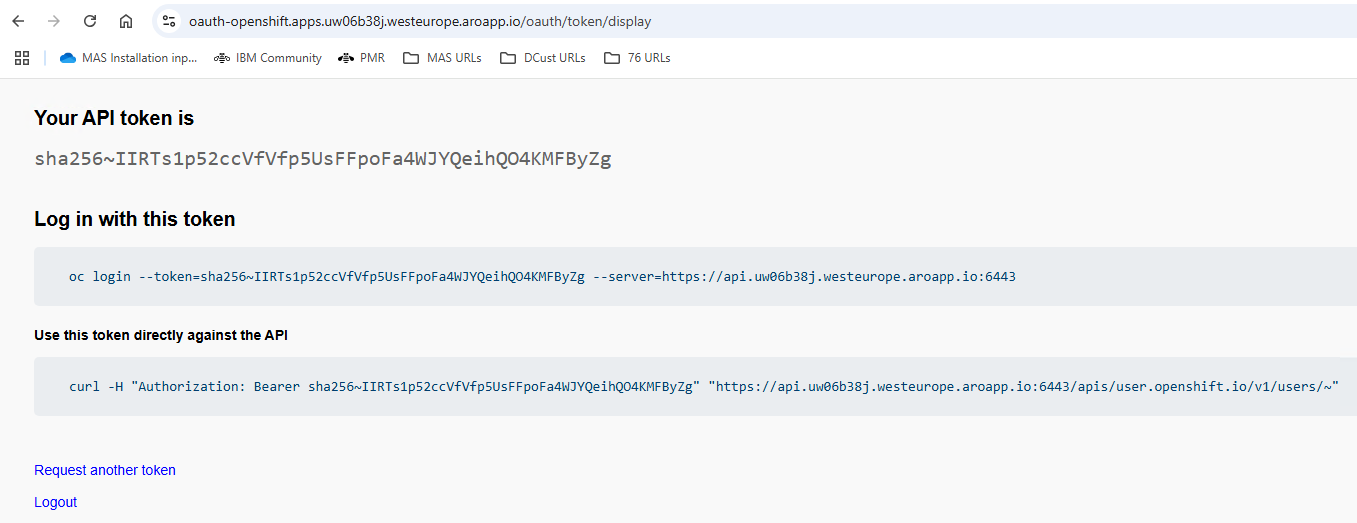 oauth-openshift.apps.uw06b38j.westeurope.aroapp.io/oauth/token/display
MAS Installation inp... IBM Community PMR MAS URLs DCust URLs 76 URLs
Your API token is
sha256~IIRTs1p52ccVfVfp5UsFFpoFa4WJYQeihQO4KMFByZg
Log in with this token
oc login --token=sha256~IIRTs1p52ccVfVfp5UsFFpoFa4WJYQeihQO4KMFByZg --server=https://api.uw06b38j.westeurope.aroapp.io:6443
Use this token directly against the API
curl -H "Authorization: Bearer sha256~IIRTs1p52ccVfVfp5UsFFpoFa4WJYQeihQO4KMFByZg" "https://api.uw06b38j.westeurope.aroapp.io:6443/apis/user.openshift.io/v1/users/~"
Request another token
Logout